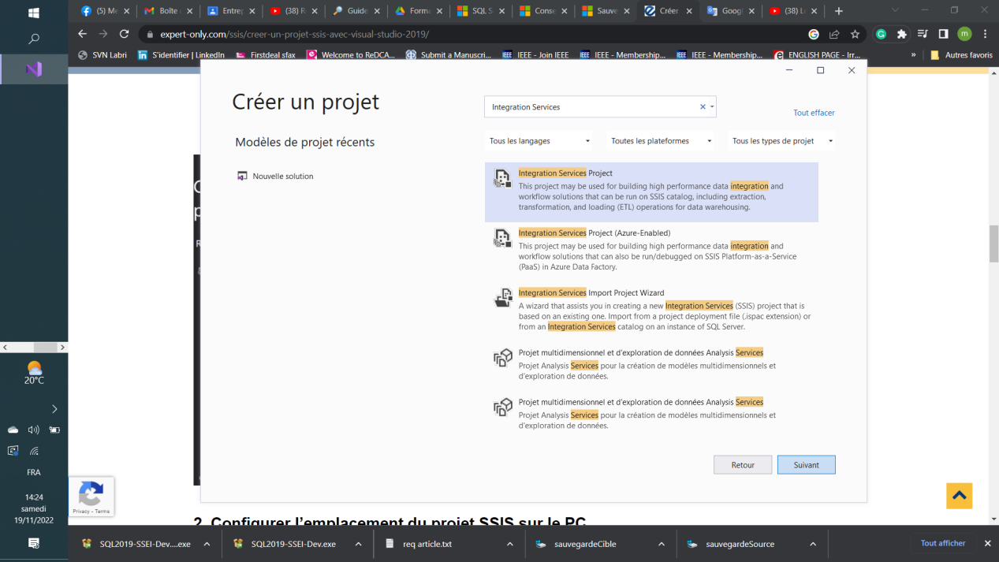 (5) Me
Boîte
Entrep
(38) R
Guide
Forma
SQL S
Conse
Sauve
Créer
Googl
(38) L
expert-only.com/ssis/creer-un-projet-ssis-avec-visual-studio-2019/
SVN Labri
S'identifier | LinkedIn
Firstdeal sfax
Welcome to ReDCA...
Submit a Manuscri...
IEEE - Join IEEE
IEEE - Membership...
IEEE - Membership...
ENGLISH PAGE - Irr...
»
Autres favoris
Créer un projet
Integration Services
Tout effacer
Modèles de projet récents
Tous les langages
Toutes les plateformes
Tous les types de projet
Nouvelle solution
Integration Services Project
This project may be used for building high performance data integration and
workflow solutions that can be run on SSIS catalog, including extraction,
transformation, and loading (ETL) operations for data warehousing.
Integration Services Project (Azure-Enabled)
This project may be used for building high performance data integration and
workflow solutions that can also be run/debugged on SSIS Platform-as-a-Service
(PaaS) in Azure Data Factory.
Integration Services Import Project Wizard
A wizard that assists you in creating a new Integration Services (SSIS) project that is
based on an existing one. Import from a project deployment file (.ispac extension) or
from an Integration Services catalog on an instance of SQL Server.
Projet multidimensionnel et d'exploration de données Analysis Services
Projet Analysis Services pour la création de modèles multidimensionnels et
d'exploration de données.
Projet multidimensionnel et d'exploration de données Analysis Services
Projet Analysis Services pour la création de modèles multidimensionnels et
d'exploration de données.
Retour
Suivant
20°C
FRA
14:24
samedi
19/11/2022
Privacy - Terms
2. Configurer l'emplacement du projet SSIS sur le PC
SQL2019-SSEI-Dev....exe
SQL2019-SSEI-Dev.exe
req article.txt
sauvegardeCible
sauvegardeSource
Tout afficher